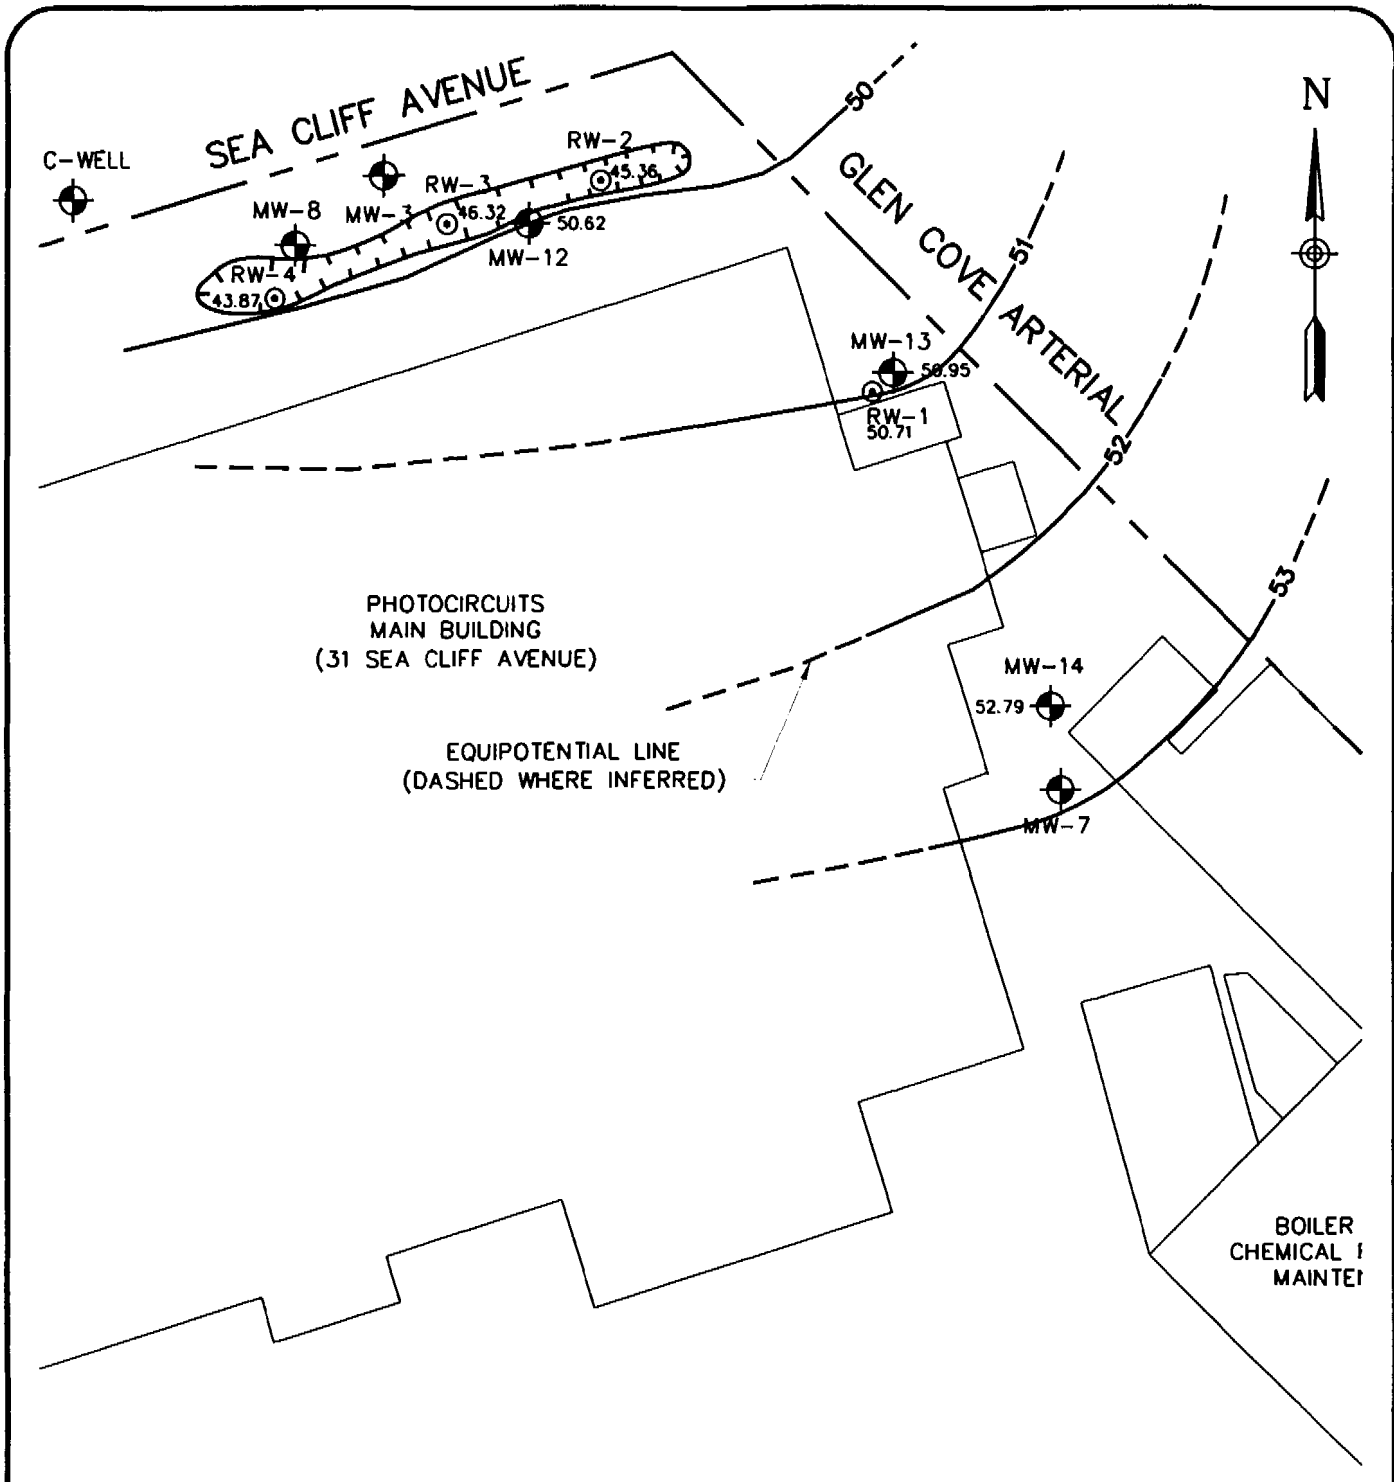 SEA CLIFF AVENUE
50
N
C-WELL
RW-2
45.36
RW-3
46.32
MW-8
MW-3
50.62
MW-12
RW-4
43.87
GLEN COVE ARTERIAL
51
MW-13
50.95
RW-1
50.71
52
53
PHOTOCIRCUITS
MAIN BUILDING
(31 SEA CLIFF AVENUE)
MW-14
52.79
EQUIPOTENTIAL LINE
(DASHED WHERE INFERRED)
MW-7
BOILER
CHEMICAL